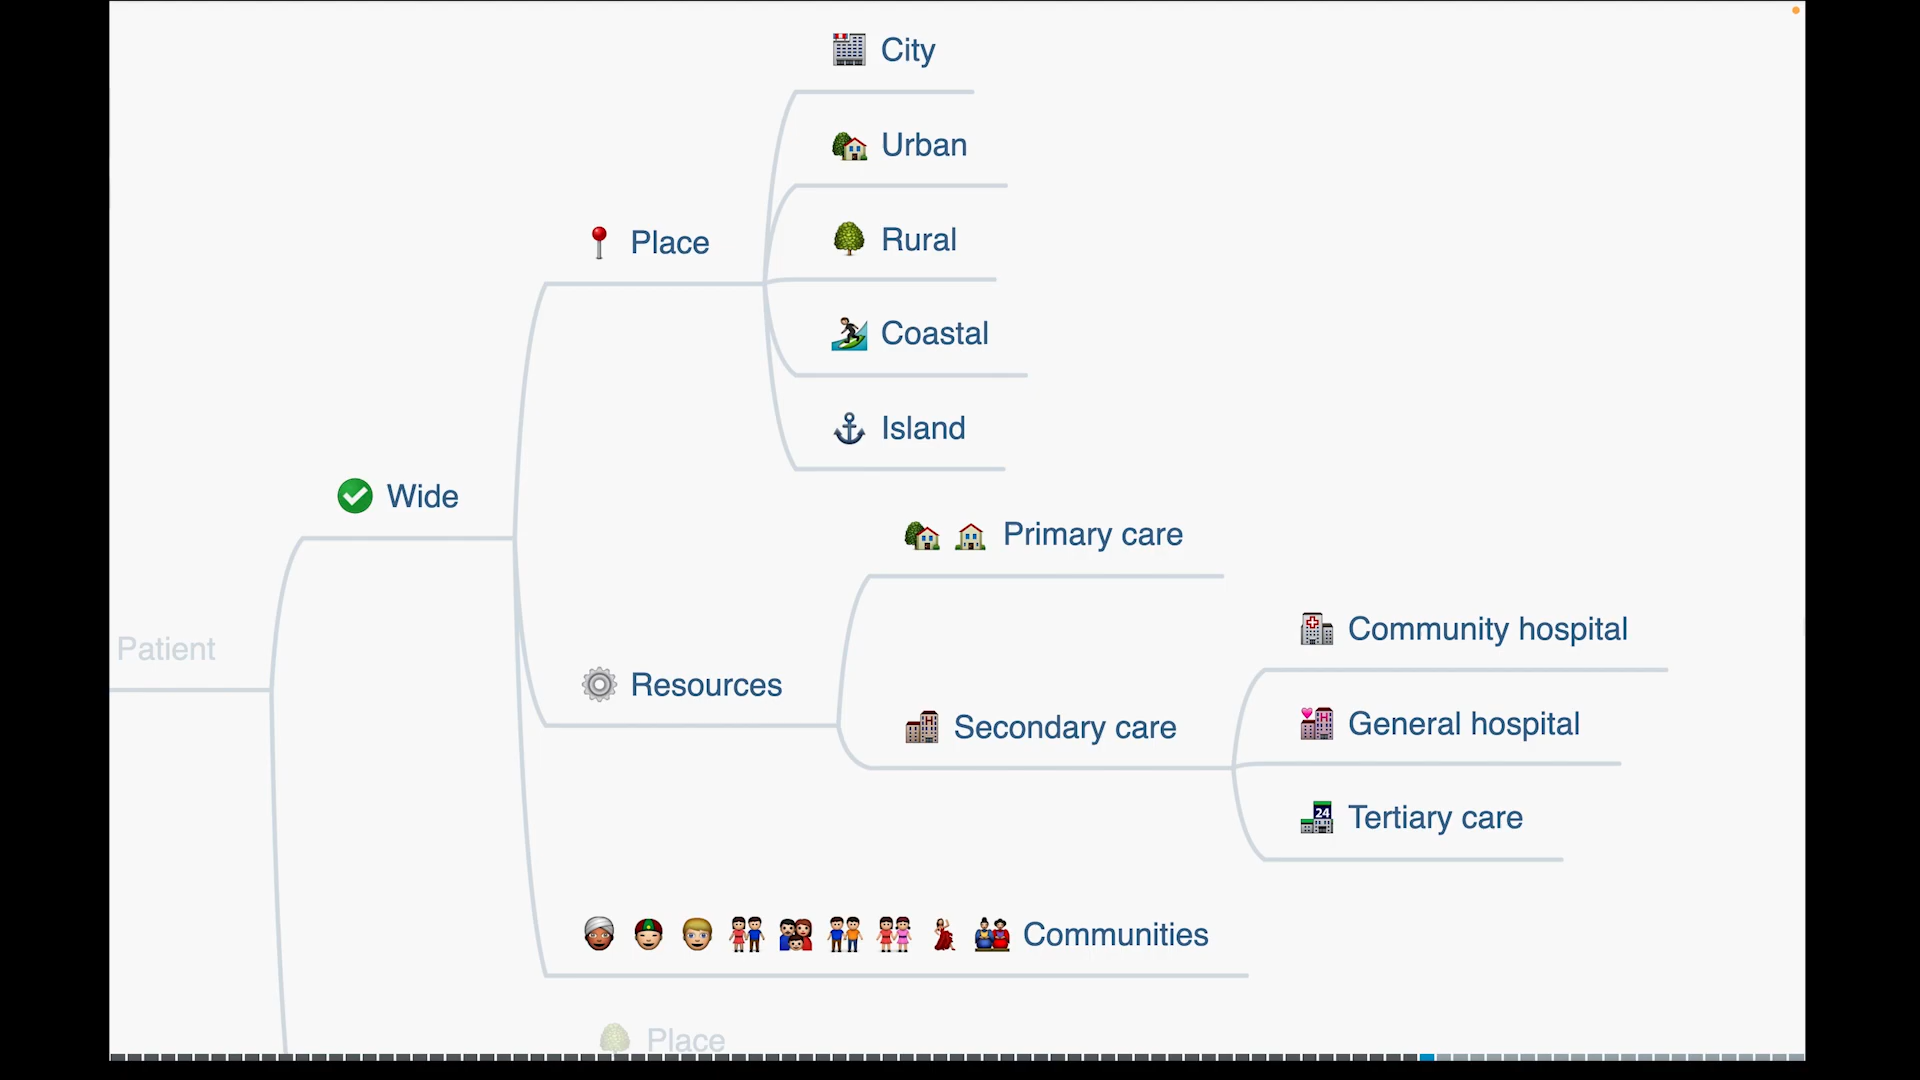 City
Urban
Place
Rural
Coastal
Island
Wide
Primary care
Community hospital
Patient
Resources
Secondary care
General hospital
Tertiary care
Communities
Place